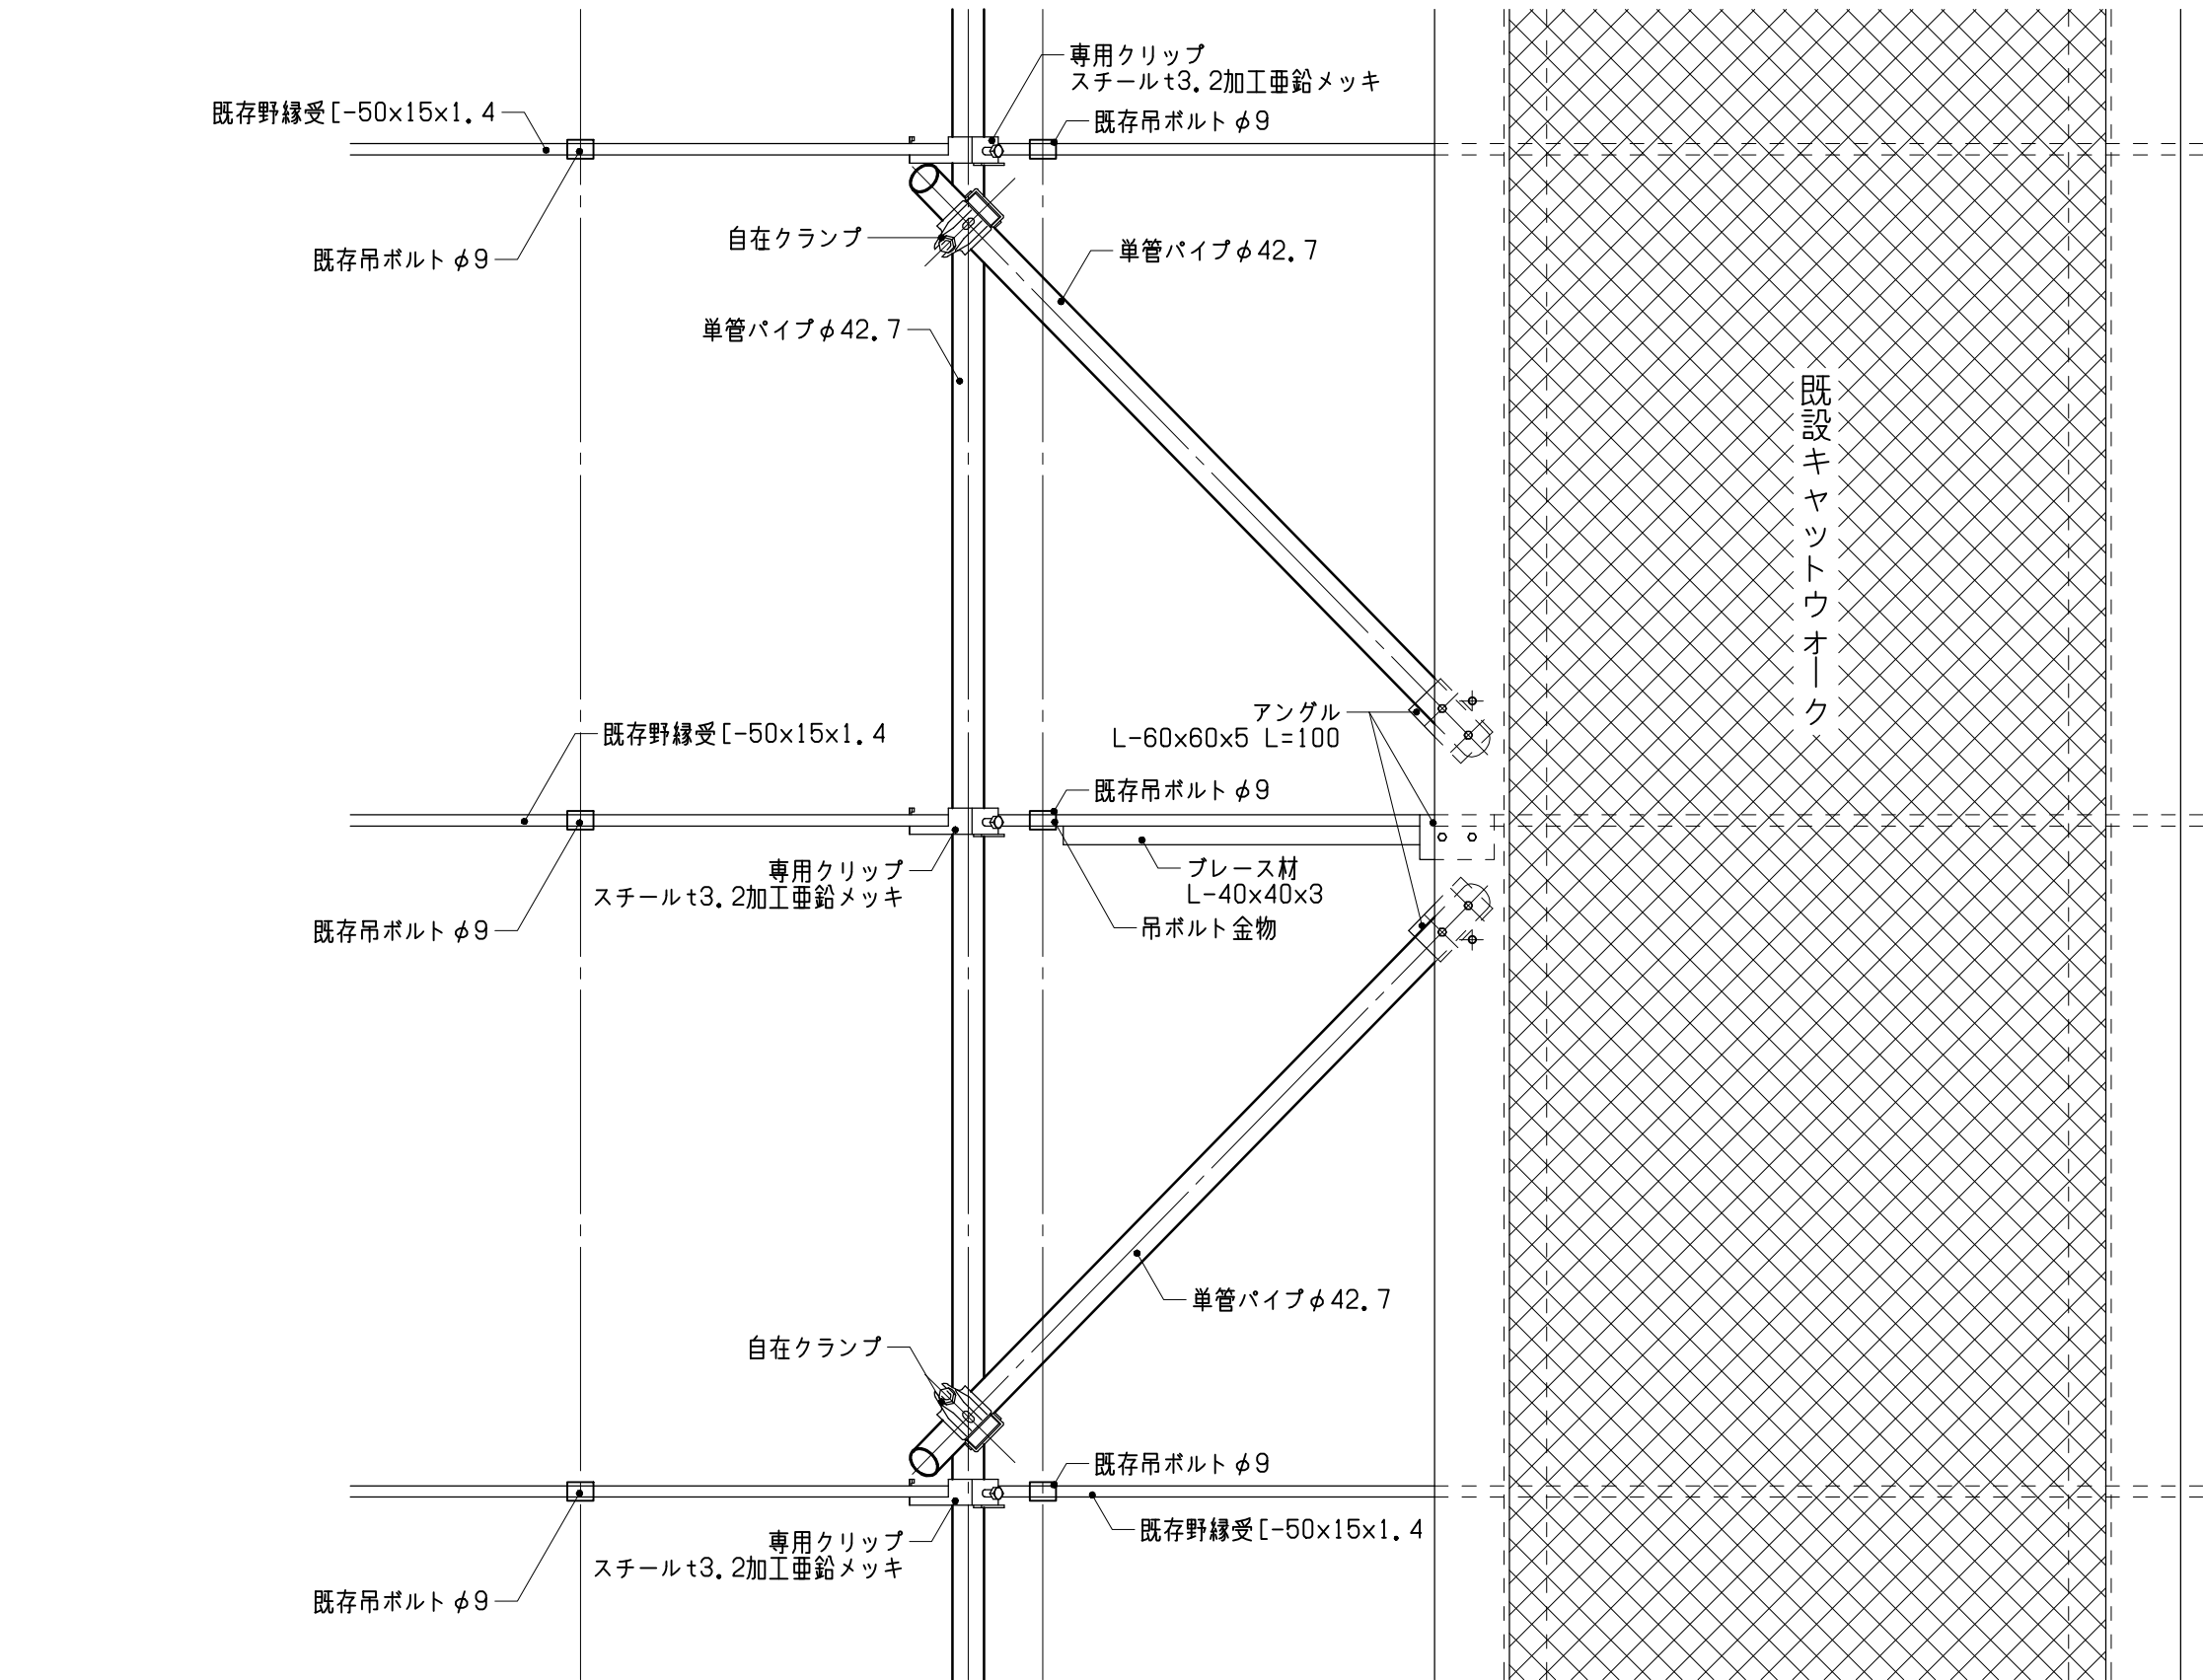 専用クリップ
スチールt3.2加工亜鉛メッキ
既存野縁受[-50x15x1.4
既存吊ボルトφ9
自在クランプ
単管パイプφ42.7
既存吊ボルトφ9
単管パイプφ42.7
既設キャットウオーク
アングル
L-60x60x5 L=100
既存野縁受[-50x15x1.4
既存吊ボルトφ9
専用クリップ
スチールt3.2加工亜鉛メッキ
ブレース材
L-40x40x3
吊ボルト金物
既存吊ボルトφ9
単管パイプφ42.7
自在クランプ
既存吊ボルトφ9
既存野縁受[-50x15x1.4
専用クリップ
スチールt3.2加工亜鉛メッキ
既存吊ボルトφ9